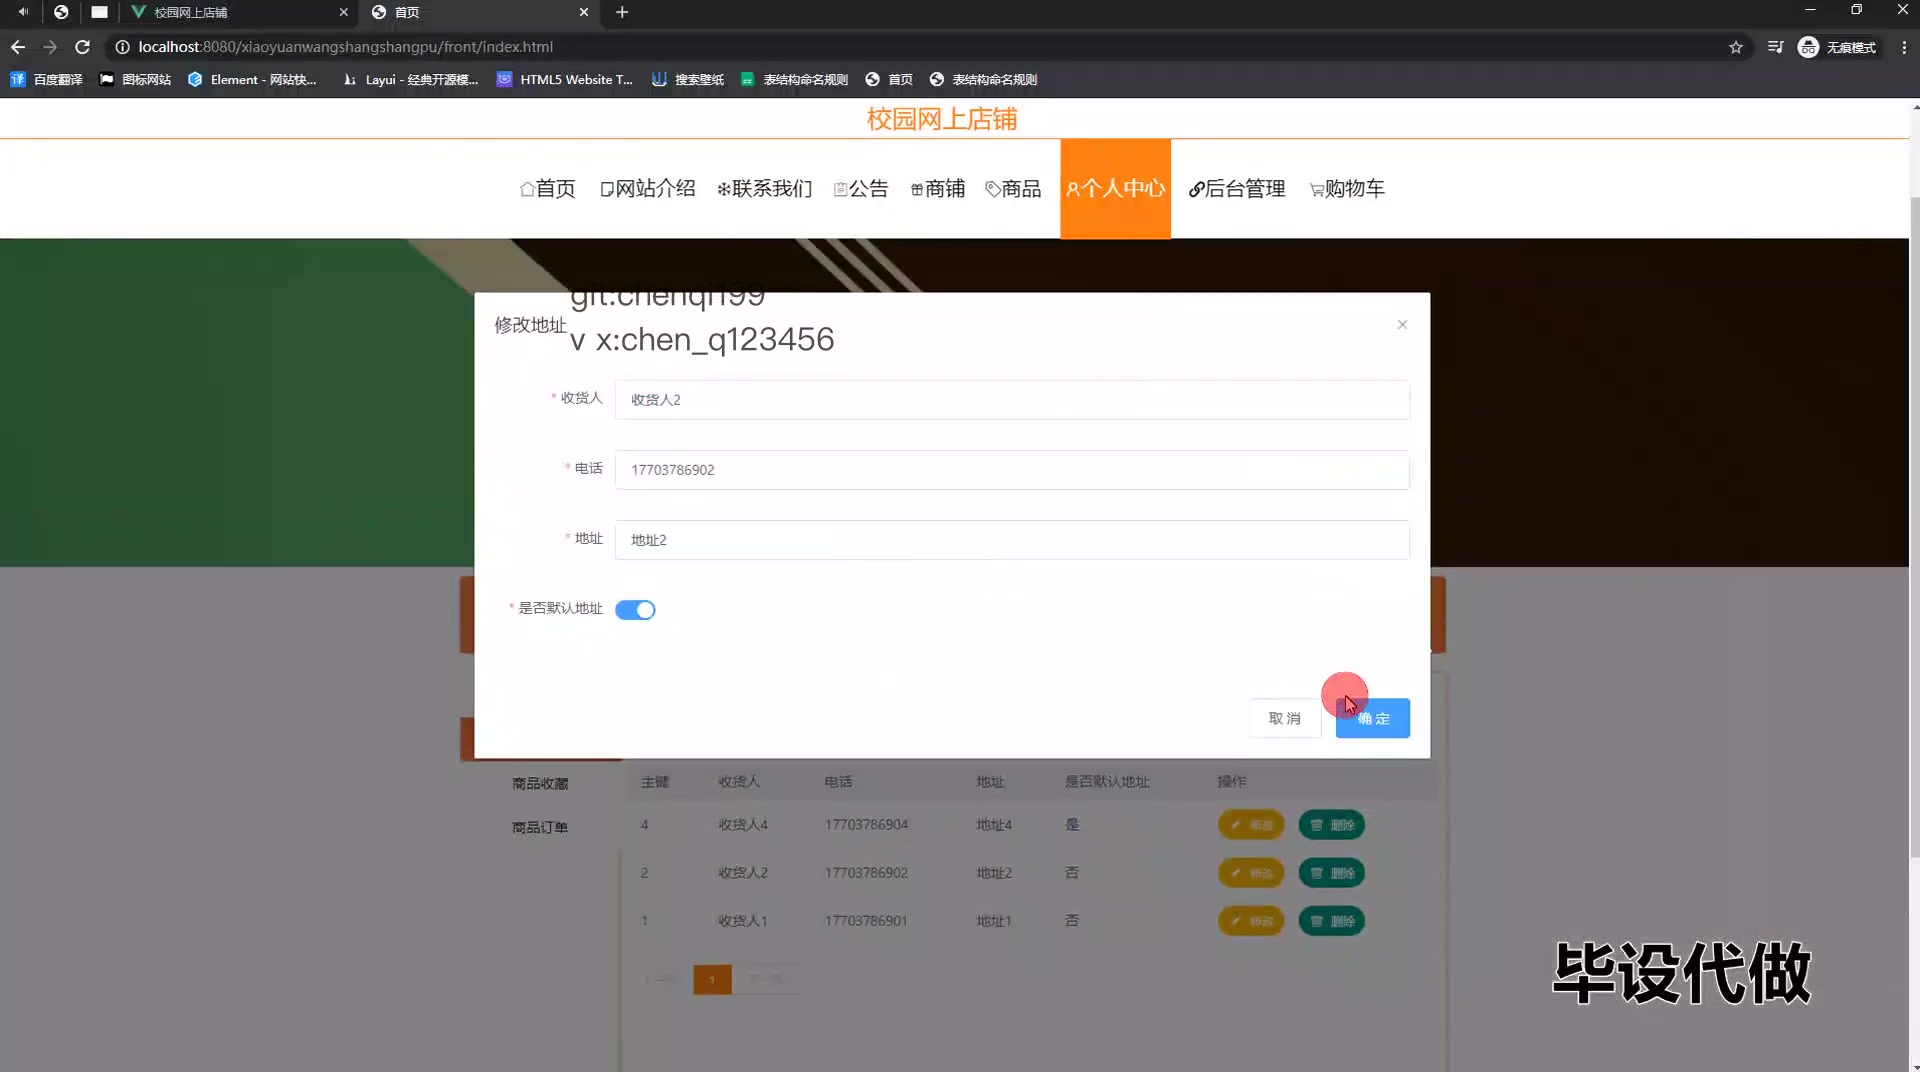 校园网上店铺
首页
localhost:8080/xiaoyuanwangshangshangpu/front/index.html
无痕模式
百度翻译
图标网站
Element - 网站快...
Layui - 经典开源模...
HTML5 Website T...
搜索壁纸
表结构命名规则
首页
表结构命名规则
校园网上店铺
首页 网站介绍 联系我们 公告 商铺 商品 个人中心 后台管理 购物车
git:chenqi199
修改地址
v x:chen_q123456
* 收货人 收货人2
* 电话 17703786902
* 地址 地址2
* 是否默认地址
取消 确定
商品收藏
商品订单
主键 收货人 电话 地址 是否默认地址 操作
4 收货人4 17703786904 地址4 是 修改 删除
2 收货人2 17703786902 地址2 否 修改 删除
1 收货人1 17703786901 地址1 否 修改 删除
1
毕设代做